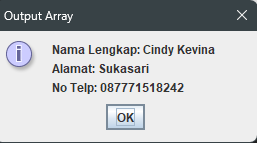 Output Array
Nama Lengkap: Cindy Kevina
Alamat: Sukasari
No Telp: 087771518242
OK